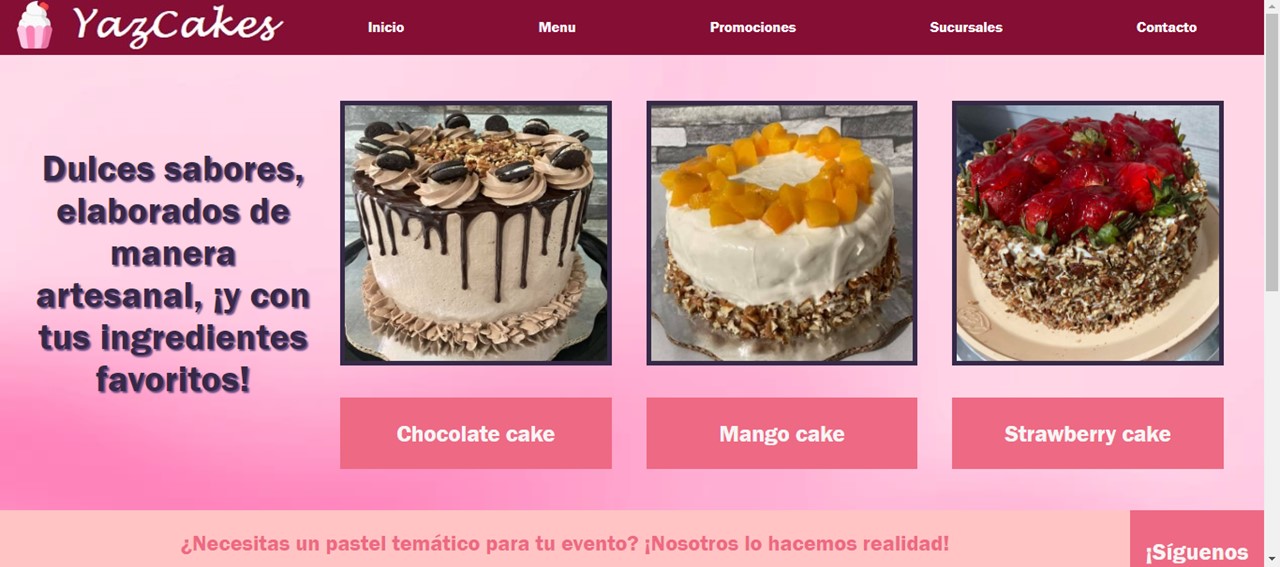 YazCakes
Inicio
Menu
Promociones
Sucursales
Contacto
Dulces sabores,
elaborados de
manera
artesanal, ¡y con
tus ingredientes
favoritos!
Chocolate cake
Mango cake
Strawberry cake
¿Necesitas un pastel temático para tu evento? ¡Nosotros lo hacemos realidad!
¡Síguenos